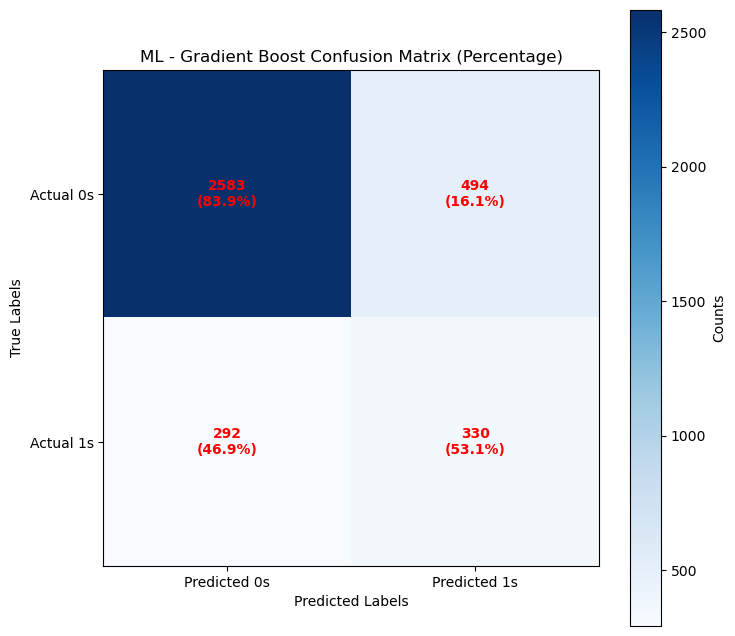 ML - Gradient Boost Confusion Matrix (Percentage)
True Labels
Actual 0s
Actual 1s
2583
(83.9%)
494
(16.1%)
292
(46.9%)
330
(53.1%)
Predicted 0s
Predicted 1s
Predicted Labels
2500
2000
1500
1000
500
Counts